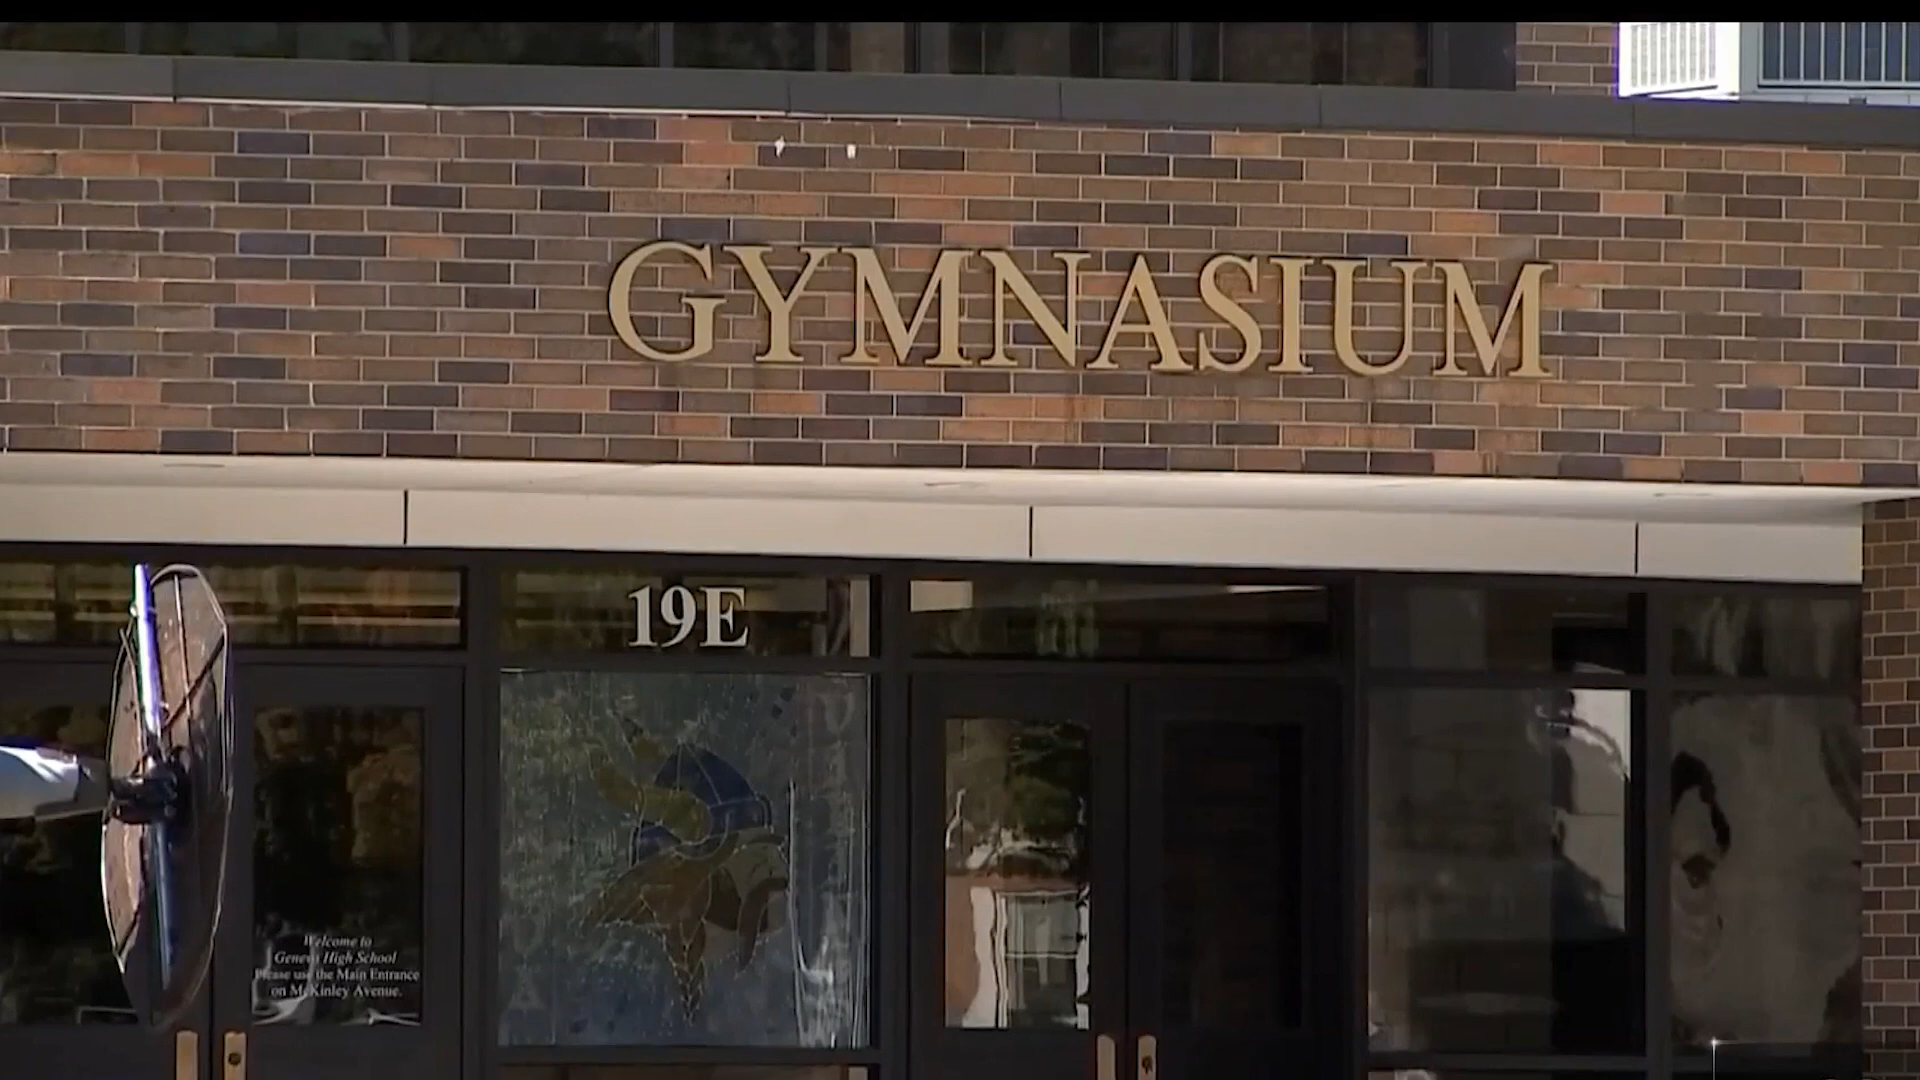 GYMNASIUM
19E
Welcome to
Geneva High School
Please use the Main Entrance
on McKinley Avenue.